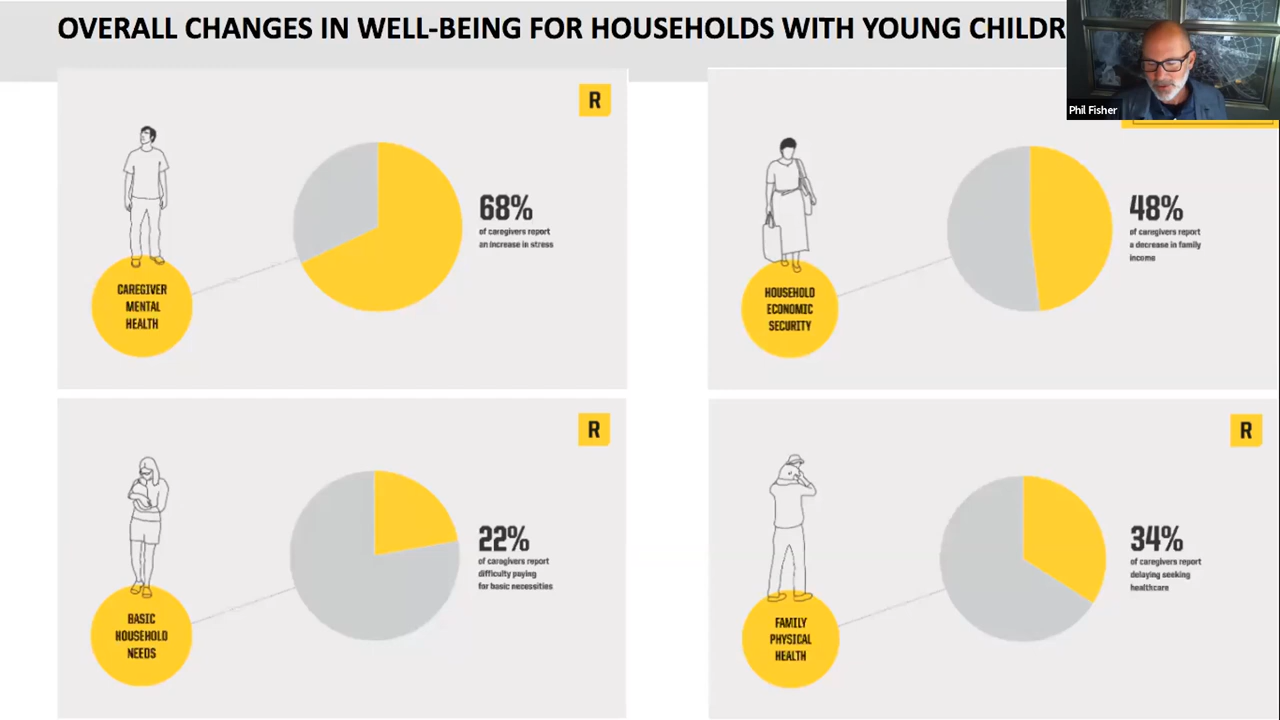 OVERALL CHANGES IN WELL-BEING FOR HOUSEHOLDS WITH YOUNG CHILDR
Phil Fisher
R
68%
of caregivers report
an increase in stress
CAREGIVER
MENTAL
HEALTH
48%
of caregivers report
a decrease in family
income
HOUSEHOLD
ECONOMIC
SECURITY
R
22%
of caregivers report
difficulty paying
for basic necessities
BASIC
HOUSEHOLD
NEEDS
R
34%
of caregivers report
delaying seeking
healthcare
FAMILY
PHYSICAL
HEALTH